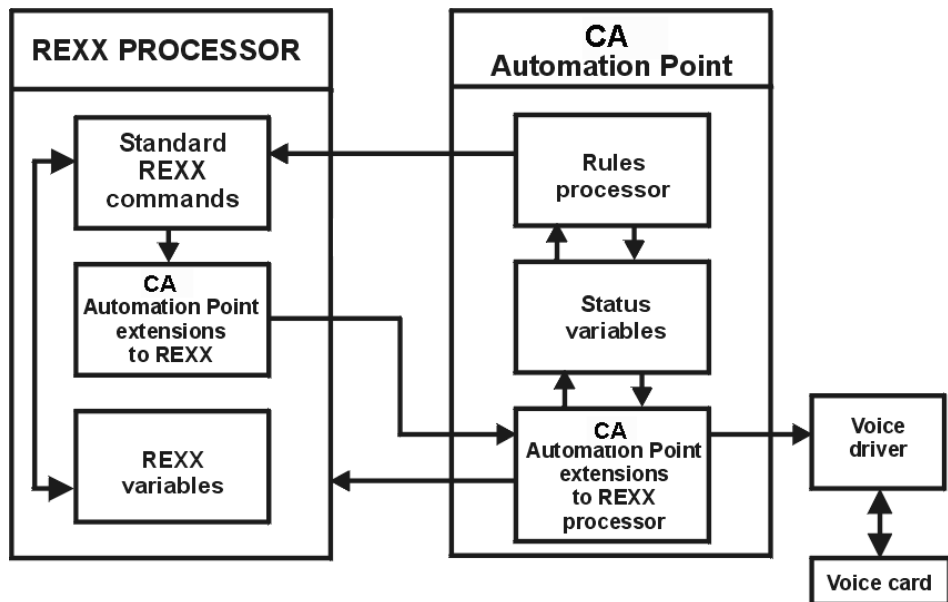 REXX PROCESSOR
Standard
REXX
commands
CA
Automation Point
extensions
to REXX
REXX
variables
CA
Automation Point
Rules
processor
Status
variables
CA
Automation Point
extensions
to REXX
processor
Voice
driver
Voice card